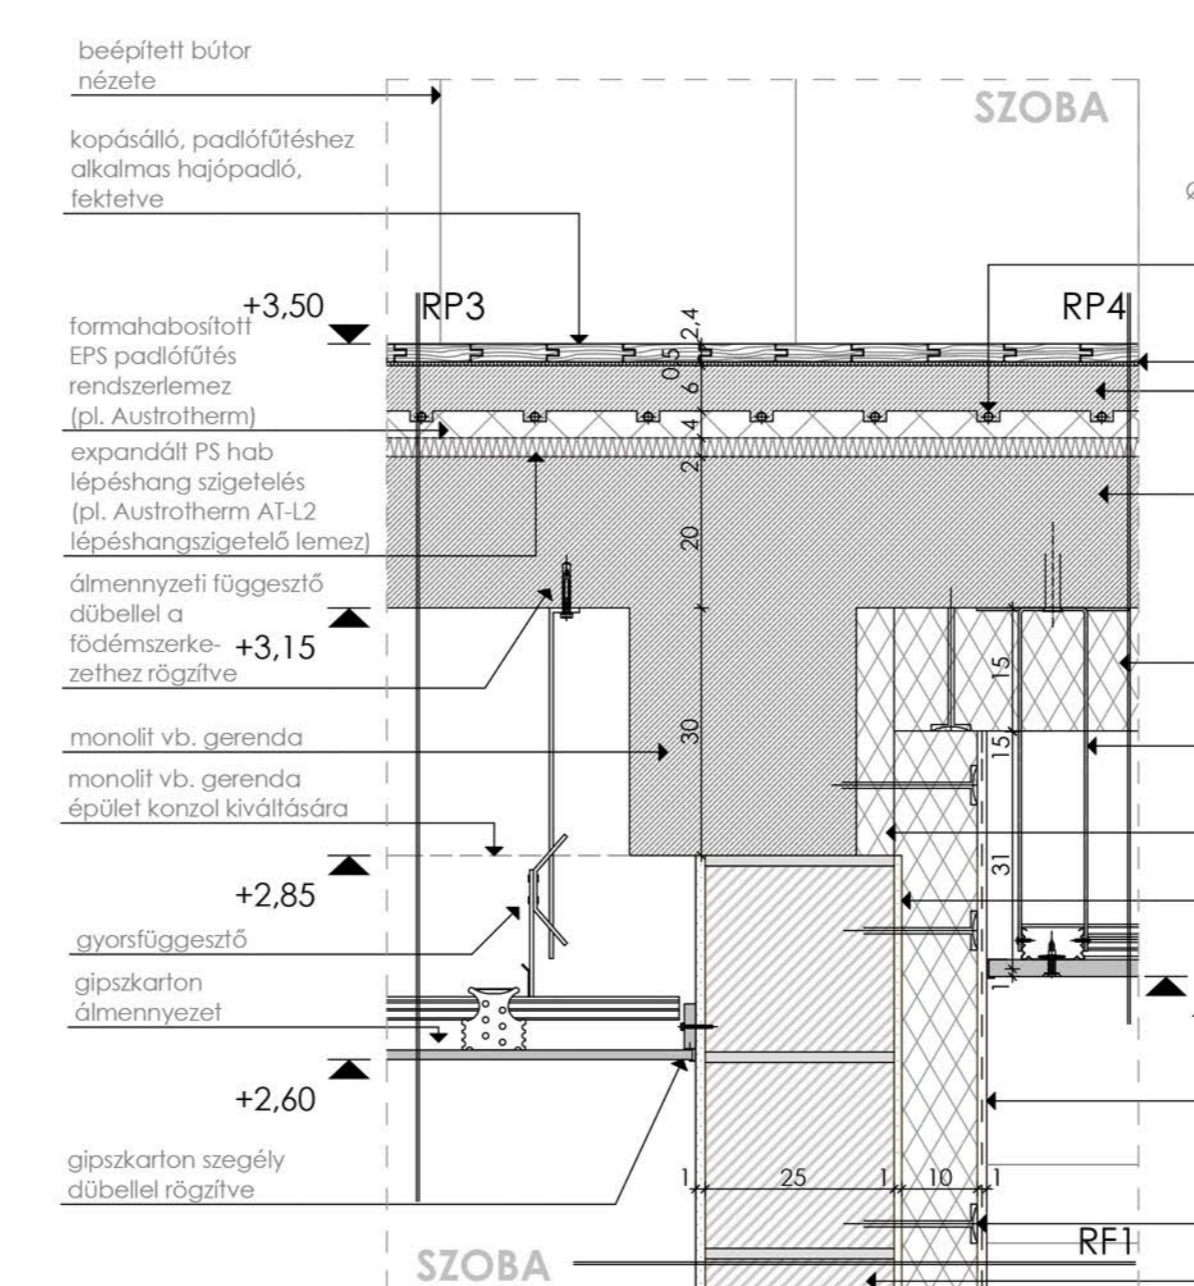 beépített bútor
nézete
SZOBA
kopásálló, padlófűtéshez
alkalmas hajópadló,
fektetve
Ø
+3,50
RP3
RP4
formahabosított
EPS padlófűtés
rendszerlemez
(pl. Austrotherm)
2,4
0,5
6
4
2
expandált PS hab
lépéshang szigetelés
(pl. Austrotherm AT-L2
lépéshangszigetelő lemez)
20
álmennyezeti függesztő
dübellel a
födémszerke-
zethez rögzítve
+3,15
15
monolit vb. gerenda
30
15
monolit vb. gerenda
épület konzol kiváltására
+2,85
31
gyorsfüggesztő
gipszkarton
álmennyezet
1
+2,60
gipszkarton szegély
dübellel rögzítve
1 25 1 10 1
RF1
SZOBA